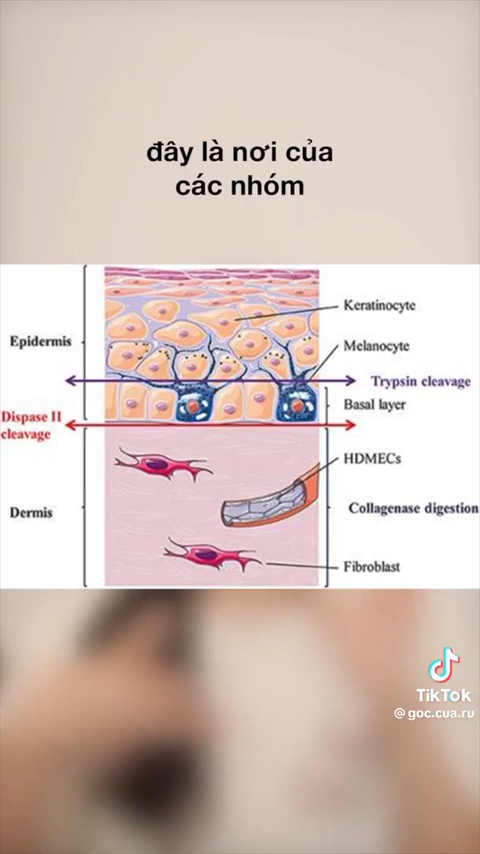 đây là nơi của
các nhóm
Keratinocyte
Epidermis
Melanocyte
Trypsin cleavage
Basal layer
Dispase II
cleavage
HDMECs
Dermis
Collagenase digestion
Fibroblast
TikTok
@goc.cua.ru